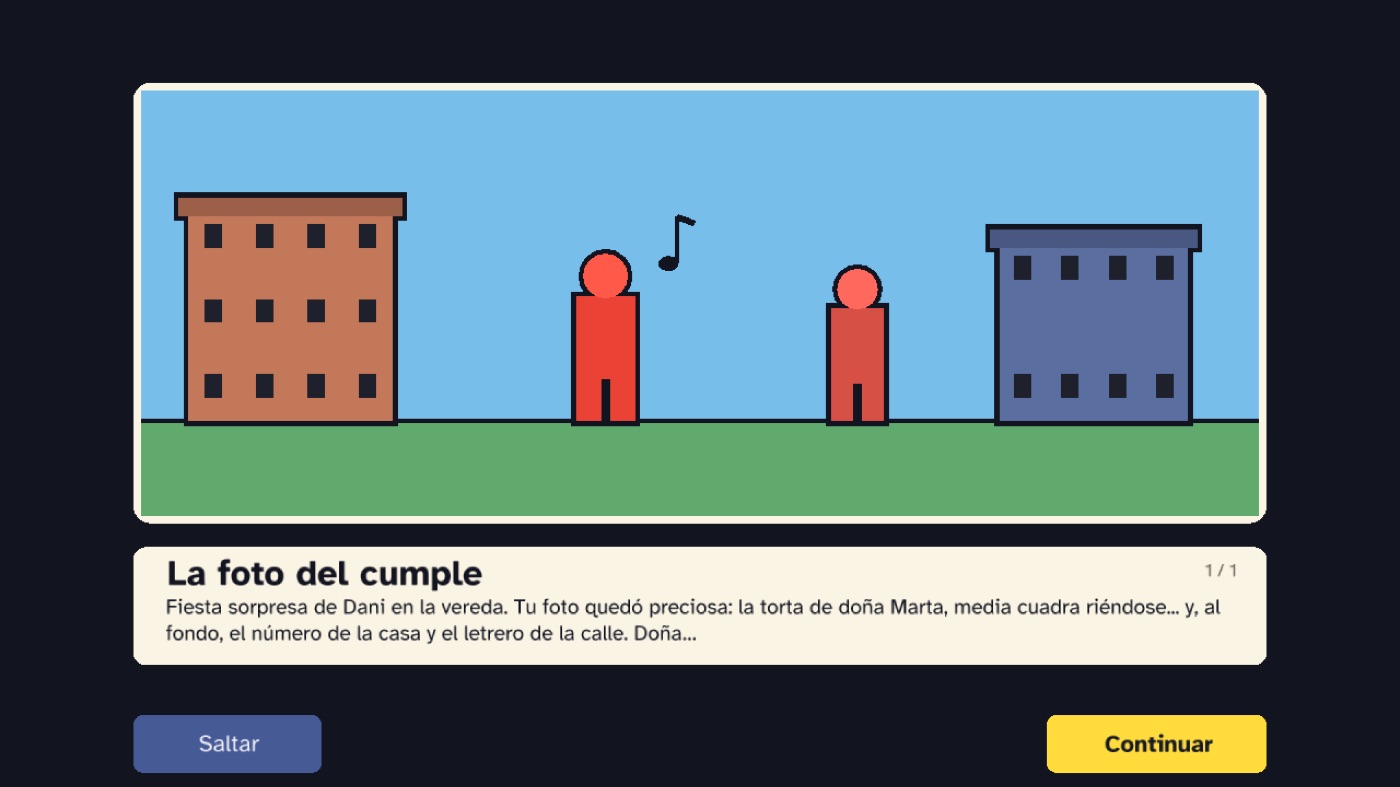 La foto del cumple
1 / 1
Fiesta sorpresa de Dani en la vereda. Tu foto quedó preciosa: la torta de doña Marta, media cuadra riéndose... y, al
fondo, el número de la casa y el letrero de la calle. Doña...
Saltar
Continuar